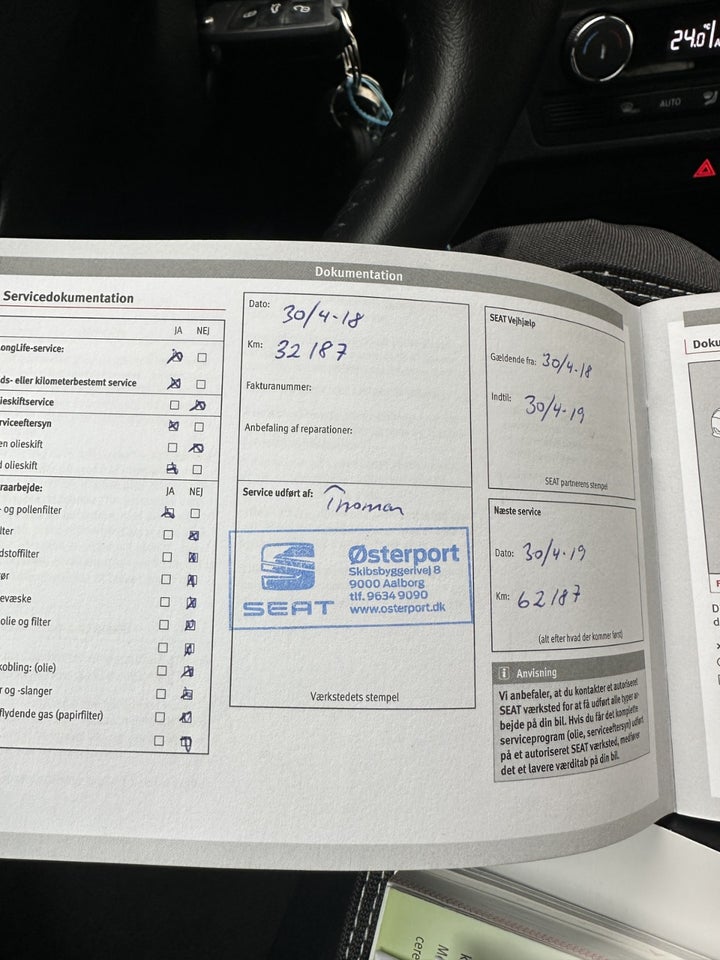 24.0
AUTO
Dokumentation
Servicedokumentation
JA NEJ
ongLife-service:
ds- eller kilometerbestemt service
ieskiftservice
rviceeftersyn
en olieskift
d olieskift
raarbejde: JA NEJ
- og pollenfilter
lter
dstoffilter
ør
evæske
olie og filter
kobling: (olie)
r og -slanger
flydende gas (papirfilter)
Dato: 30/4-18
Km: 32187
Fakturanummer:
Anbefaling af reparationer:
Service udført af: Thomas
SEAT
Østerport
Skibsbyggerivej 8
9000 Aalborg
tlf. 9634 9090
www.osterport.dk
Værkstedets stempel
SEAT Vejhjælp
Gældende fra: 30/4-18
Indtil: 30/4-19
SEAT partnerens stempel
Næste service
Dato: 30/4-19
Km: 62187
(alt efter hvad der kommer først)
i Anvisning
Vi anbefaler, at du kontakter et autoriseret
SEAT værksted for at få udført alle typer ar-
bejde på din bil. Hvis du får det komplette
serviceprogram (olie, serviceeftersyn) udført
på et autoriseret SEAT værksted, medfører
det et lavere værditab på din bil.
Doku